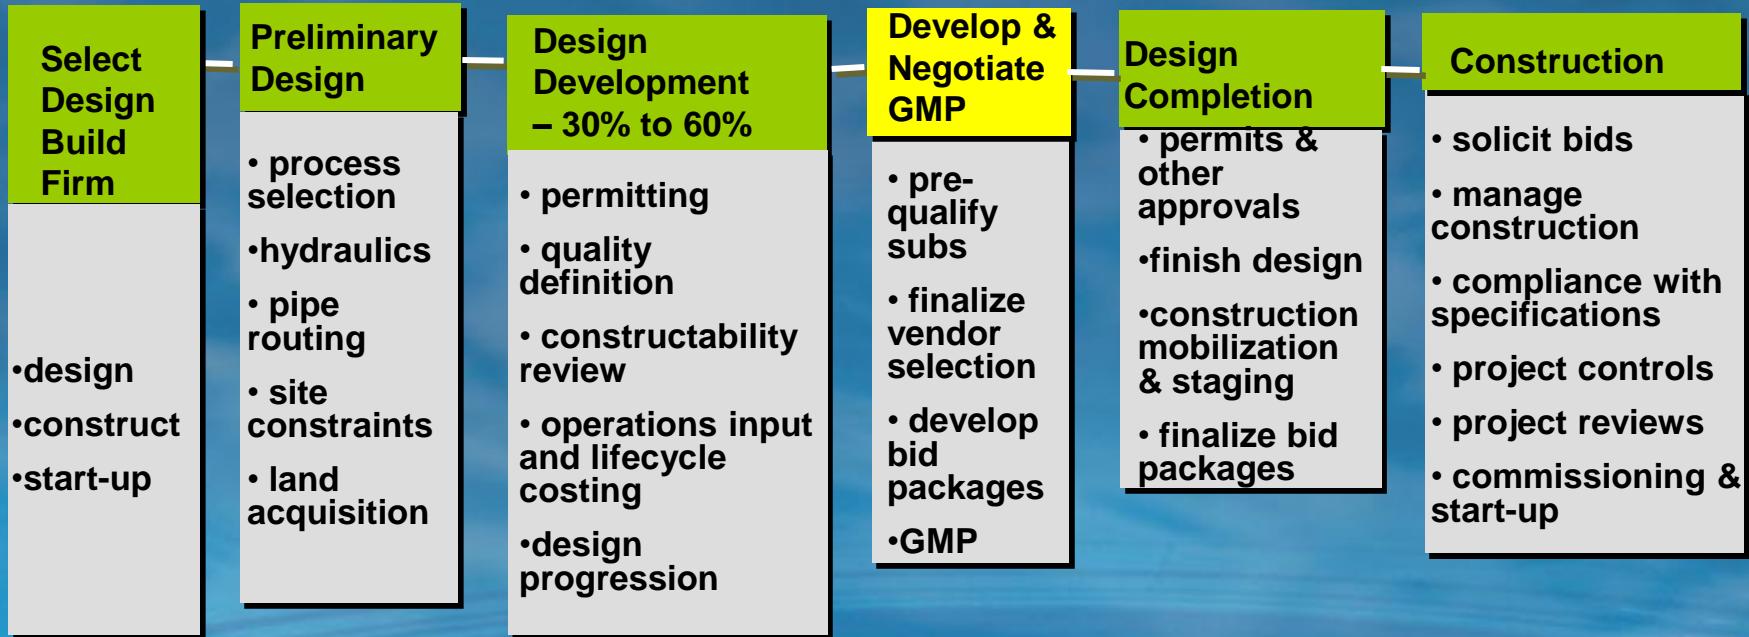 Select
Design
Build
Firm
•design
•construct
•start-up
Preliminary
Design
• process
selection
•hydraulics
• pipe
routing
• site
constraints
• land
acquisition
Design
Development
– 30% to 60%
• permitting
• quality
definition
• constructability
review
• operations input
and lifecycle
costing
•design
progression
Develop &
Negotiate
GMP
• pre-
qualify
subs
• finalize
vendor
selection
• develop
bid
packages
•GMP
Design
Completion
• permits &
other
approvals
•finish design
•construction
mobilization
& staging
• finalize bid
packages
Construction
• solicit bids
• manage
construction
• compliance with
specifications
• project controls
• project reviews
• commissioning &
start-up